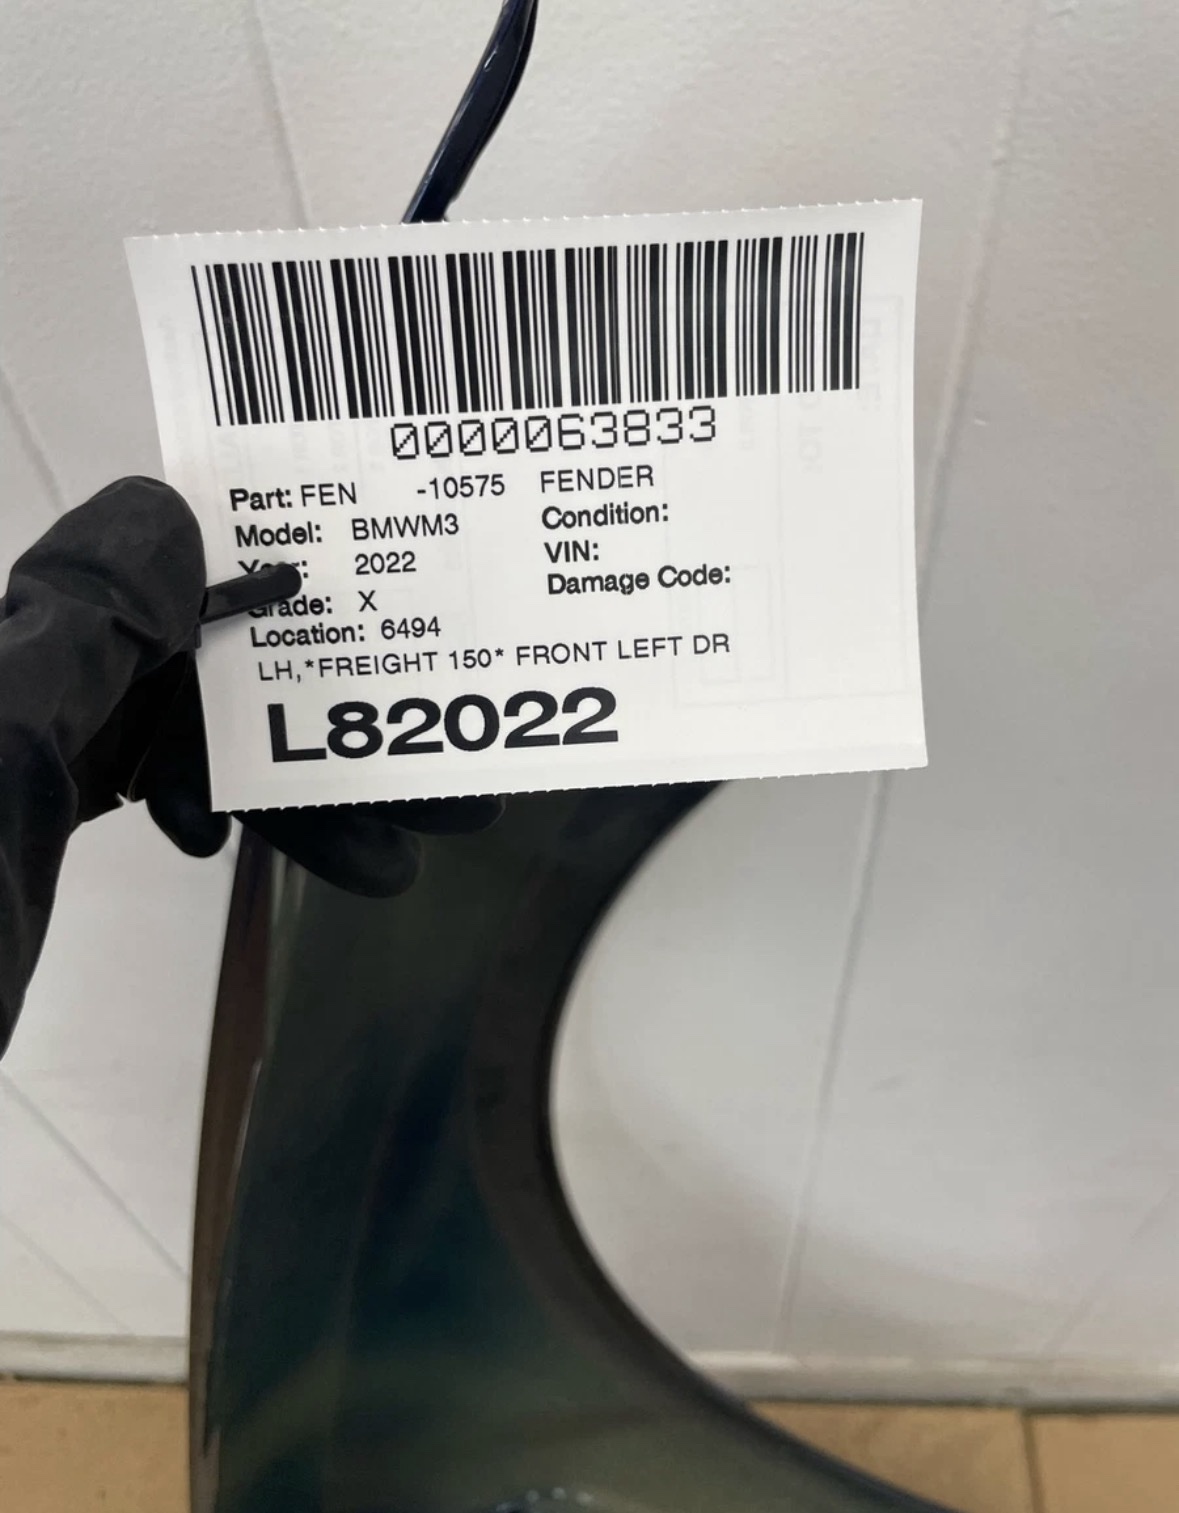 0000063833
Part: FEN -10575 FENDER
Model: BMWM3 Condition:
Year: 2022 VIN:
Grade: X Damage Code:
Location: 6494
LH,*FREIGHT 150* FRONT LEFT DR
L82022